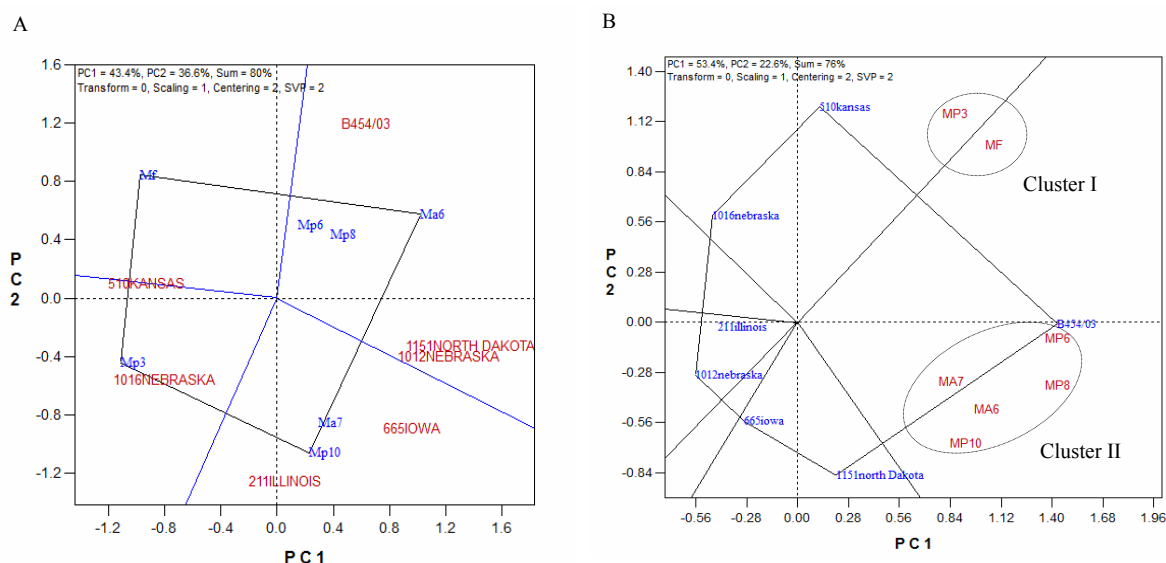 A
B
1.6
1.2
0.8
0.4
0.0
-0.4
-0.8
-1.2
P
C
2
PC1 = 43.4%, PC2 = 36.6%, Sum = 80%
Transform = 0, Scaling = 1, Centering = 2, SVP = 2
B454/03
Mf
Ma6
Mp6
Mp8
510KANSAS
1151NORTH DAKOTA
1012NEBRASKA
Mp3
1016NEBRASKA
Ma7
665IOWA
Mp10
211ILLINOIS
-1.2 -0.8 -0.4 0.0 0.4 0.8 1.2 1.6
P C 1
1.40
1.12
0.84
0.56
0.28
0.00
-0.28
-0.56
-0.84
P
C
2
PC1 = 53.4%, PC2 = 22.6%, Sum = 76%
Transform = 0, Scaling = 1, Centering = 2, SVP = 2
510kansas
MP3
MF
Cluster I
1016nebraska
211illinois
B454/03
MP6
1012nebraska
MA7
MP8
MA6
665iowa
MP10
Cluster II
1151north Dakota
-0.56 -0.28 0.00 0.28 0.56 0.84 1.12 1.40 1.68 1.96
P C 1